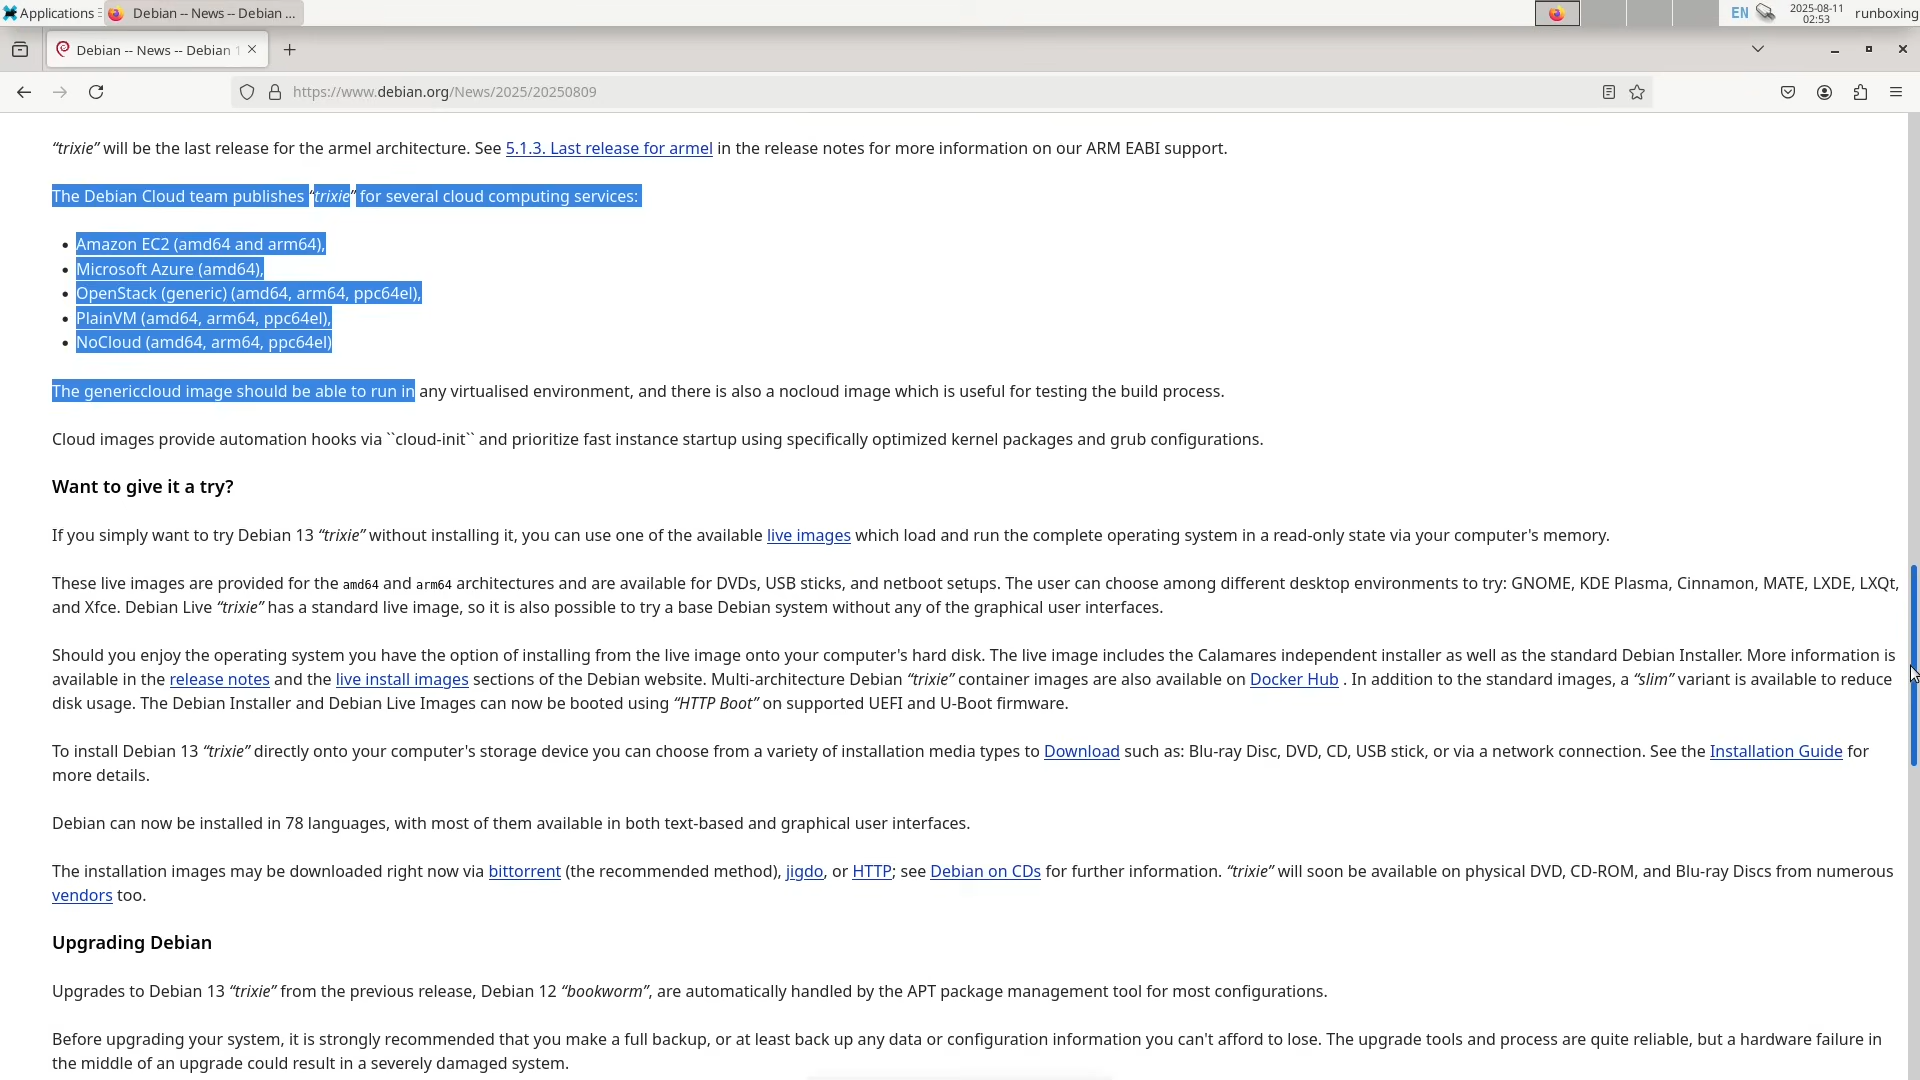 Applications
Debian -- News -- Debian ...
EN
2025-08-11
02:53
runboxing
Debian -- News -- Debian 1
https://www.debian.org/News/2025/20250809
“trixie” will be the last release for the armel architecture. See 5.1.3. Last release for armel in the release notes for more information on our ARM EABI support.
The Debian Cloud team publishes “trixie” for several cloud computing services:
• Amazon EC2 (amd64 and arm64),
• Microsoft Azure (amd64),
• OpenStack (generic) (amd64, arm64, ppc64el),
• PlainVM (amd64, arm64, ppc64el),
• NoCloud (amd64, arm64, ppc64el)
The genericcloud image should be able to run in any virtualised environment, and there is also a nocloud image which is useful for testing the build process.
Cloud images provide automation hooks via ``cloud-init`` and prioritize fast instance startup using specifically optimized kernel packages and grub configurations.
Want to give it a try?
If you simply want to try Debian 13 “trixie” without installing it, you can use one of the available live images which load and run the complete operating system in a read-only state via your computer's memory.
These live images are provided for the amd64 and arm64 architectures and are available for DVDs, USB sticks, and netboot setups. The user can choose among different desktop environments to try: GNOME, KDE Plasma, Cinnamon, MATE, LXDE, LXQt,
and Xfce. Debian Live “trixie” has a standard live image, so it is also possible to try a base Debian system without any of the graphical user interfaces.
Should you enjoy the operating system you have the option of installing from the live image onto your computer's hard disk. The live image includes the Calamares independent installer as well as the standard Debian Installer. More information is
available in the release notes and the live install images sections of the Debian website. Multi-architecture Debian “trixie” container images are also available on Docker Hub . In addition to the standard images, a “slim” variant is available to reduce
disk usage. The Debian Installer and Debian Live Images can now be booted using “HTTP Boot” on supported UEFI and U-Boot firmware.
To install Debian 13 “trixie” directly onto your computer's storage device you can choose from a variety of installation media types to Download such as: Blu-ray Disc, DVD, CD, USB stick, or via a network connection. See the Installation Guide for
more details.
Debian can now be installed in 78 languages, with most of them available in both text-based and graphical user interfaces.
The installation images may be downloaded right now via bittorrent (the recommended method), jigdo, or HTTP; see Debian on CDs for further information. “trixie” will soon be available on physical DVD, CD-ROM, and Blu-ray Discs from numerous
vendors too.
Upgrading Debian
Upgrades to Debian 13 “trixie” from the previous release, Debian 12 “bookworm”, are automatically handled by the APT package management tool for most configurations.
Before upgrading your system, it is strongly recommended that you make a full backup, or at least back up any data or configuration information you can't afford to lose. The upgrade tools and process are quite reliable, but a hardware failure in
the middle of an upgrade could result in a severely damaged system.